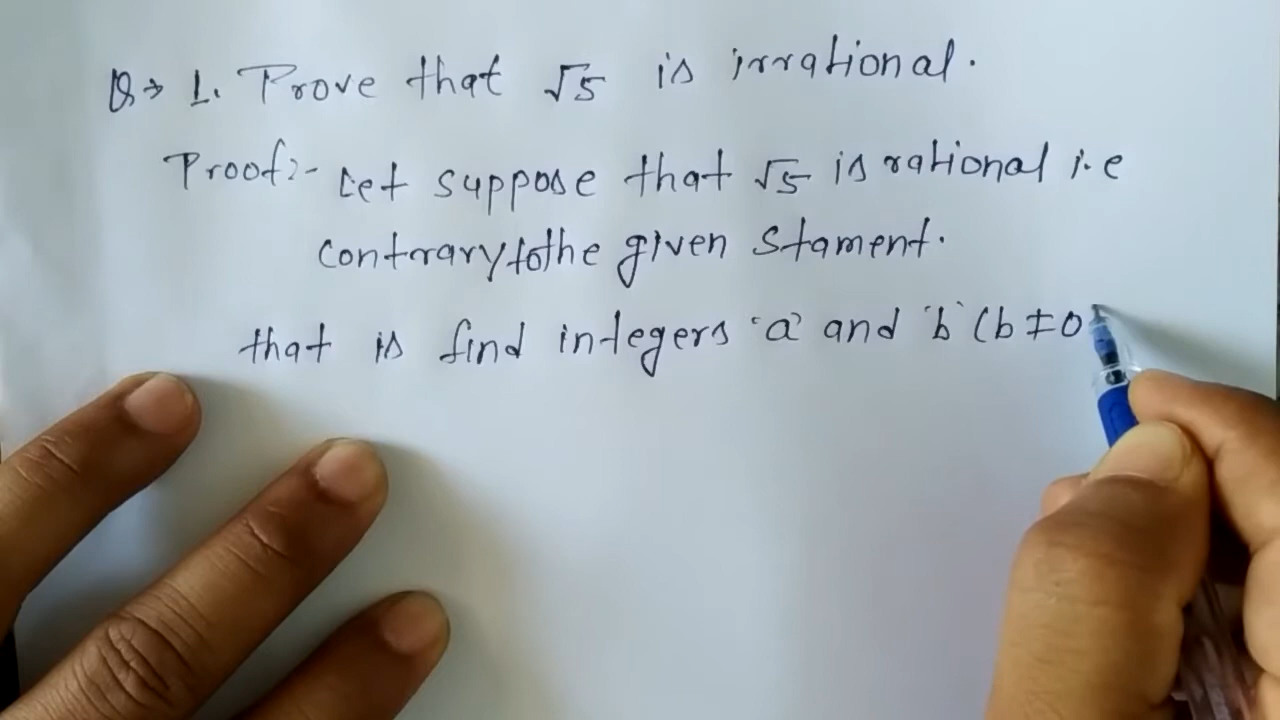 Q→ 1. Prove that √5 is irrational.
Proof:- Let suppose that √5 is rational i.e
contrary to the given stament.
that is find integers 'a' and 'b' (b ≠ 0